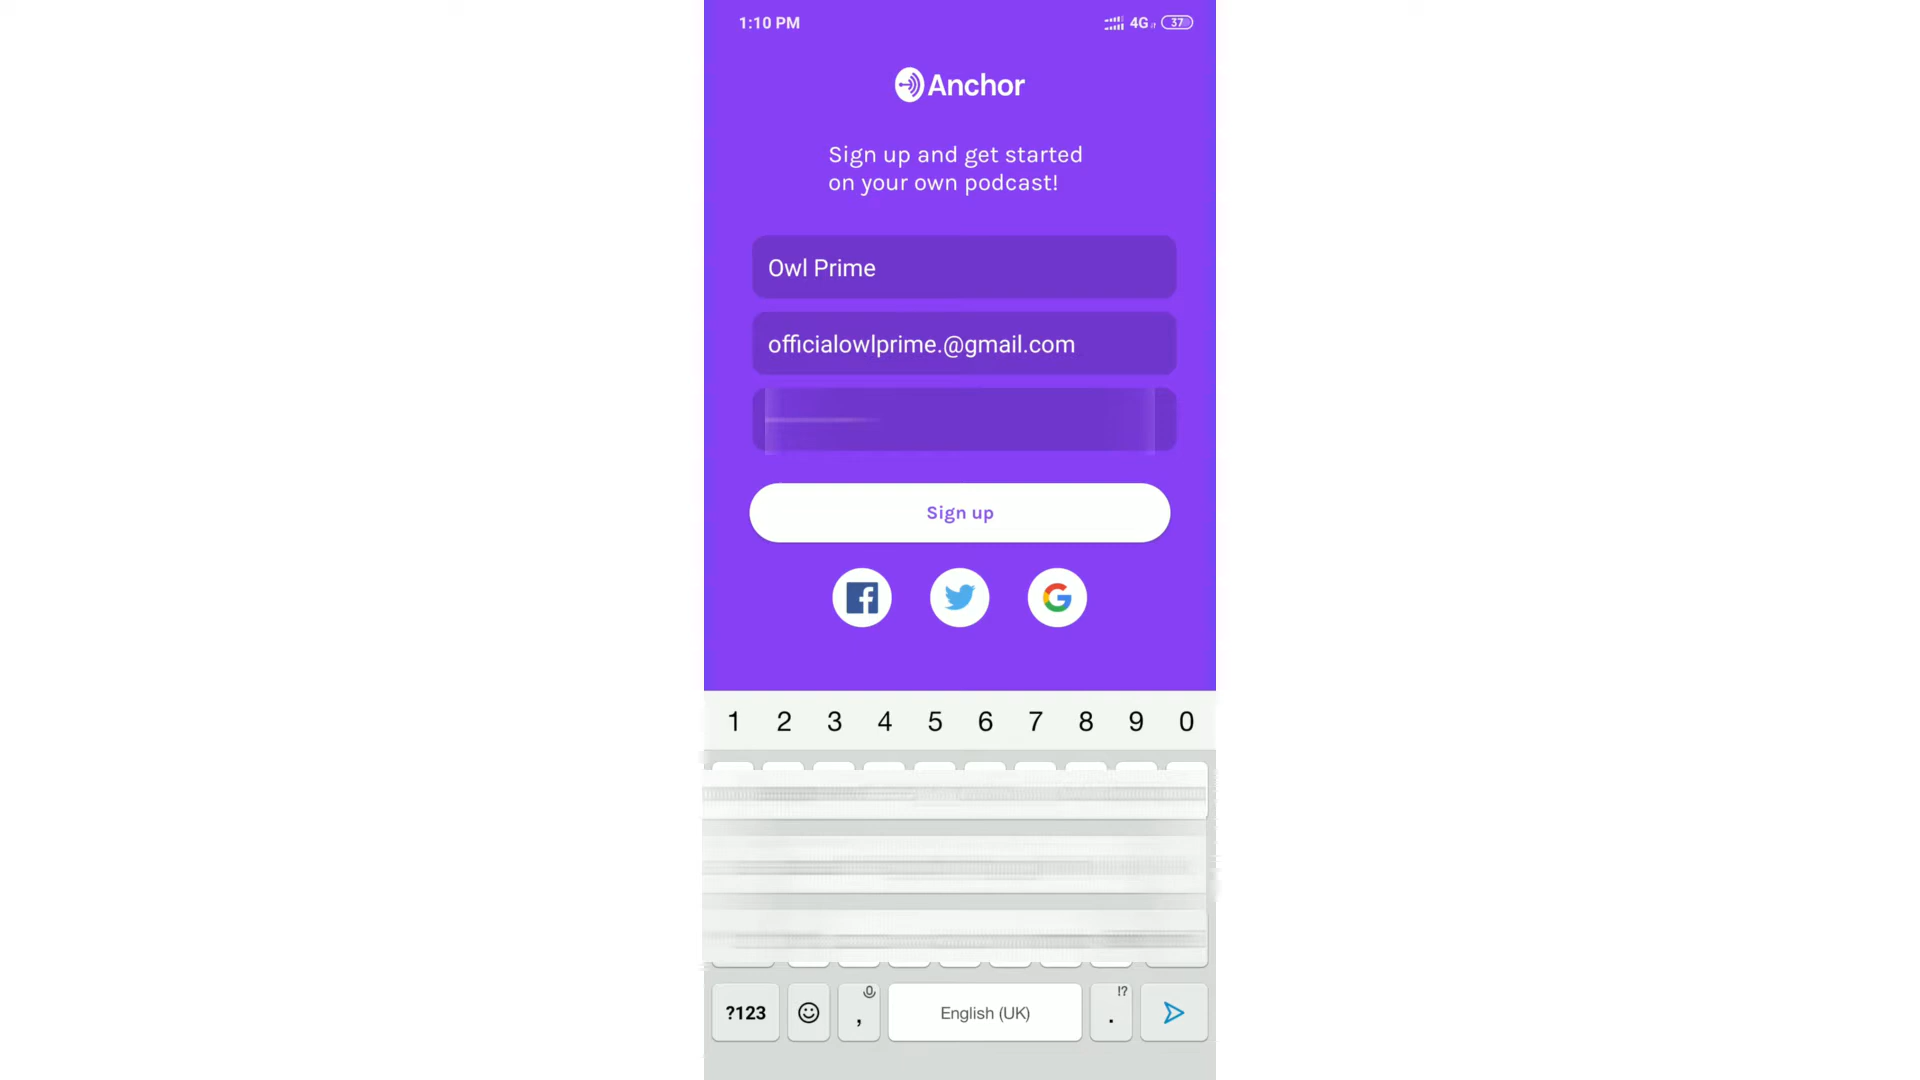 1:10 PM
4G
37
Anchor
Sign up and get started
on your own podcast!
Owl Prime
officialowlprime.@gmail.com
Sign up
1 2 3 4 5 6 7 8 9 0
?123
,
English (UK)
!?
.